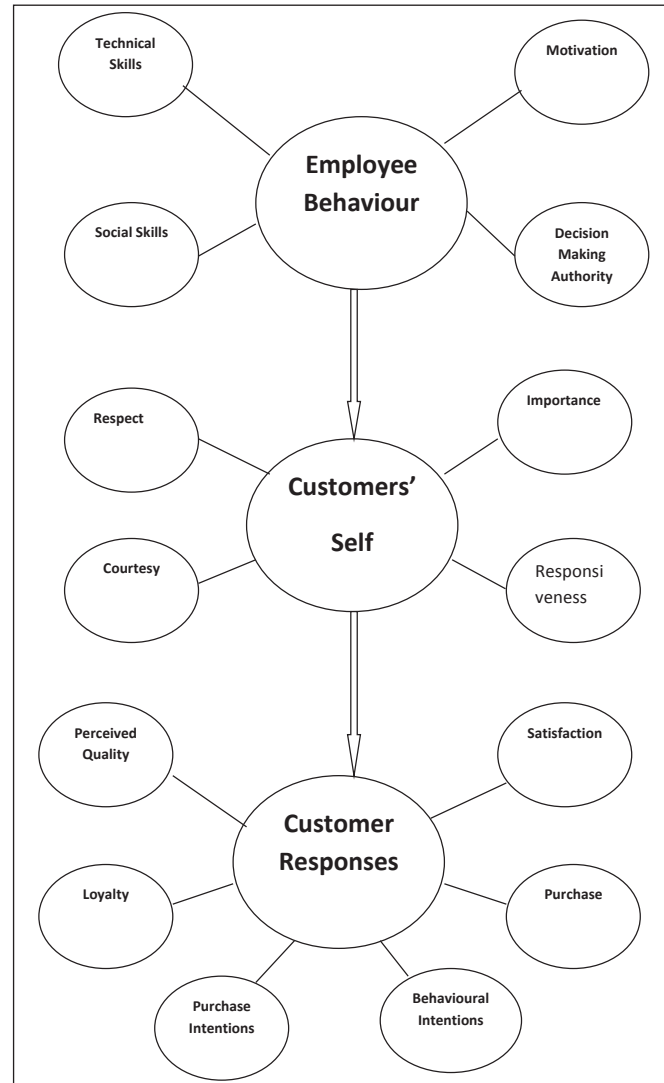 Technical
Skills
Motivation
Employee
Behaviour
Social Skills
Decision
Making
Authority
Respect
Importance
Customers’
Self
Courtesy
Responsi
veness
Perceived
Quality
Satisfaction
Customer
Responses
Loyalty
Purchase
Purchase
Intentions
Behavioural
Intentions